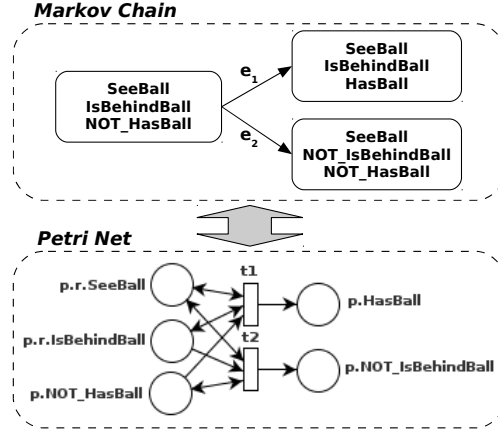 Markov Chain
SeeBall
IsBehindBall
NOT_HasBall
e1
e2
SeeBall
IsBehindBall
HasBall
SeeBall
NOT_IsBehindBall
NOT_HasBall
Petri Net
p.r.SeeBall
p.r.IsBehindBall
p.NOT_HasBall
t1
t2
p.HasBall
p.NOT_IsBehindBall